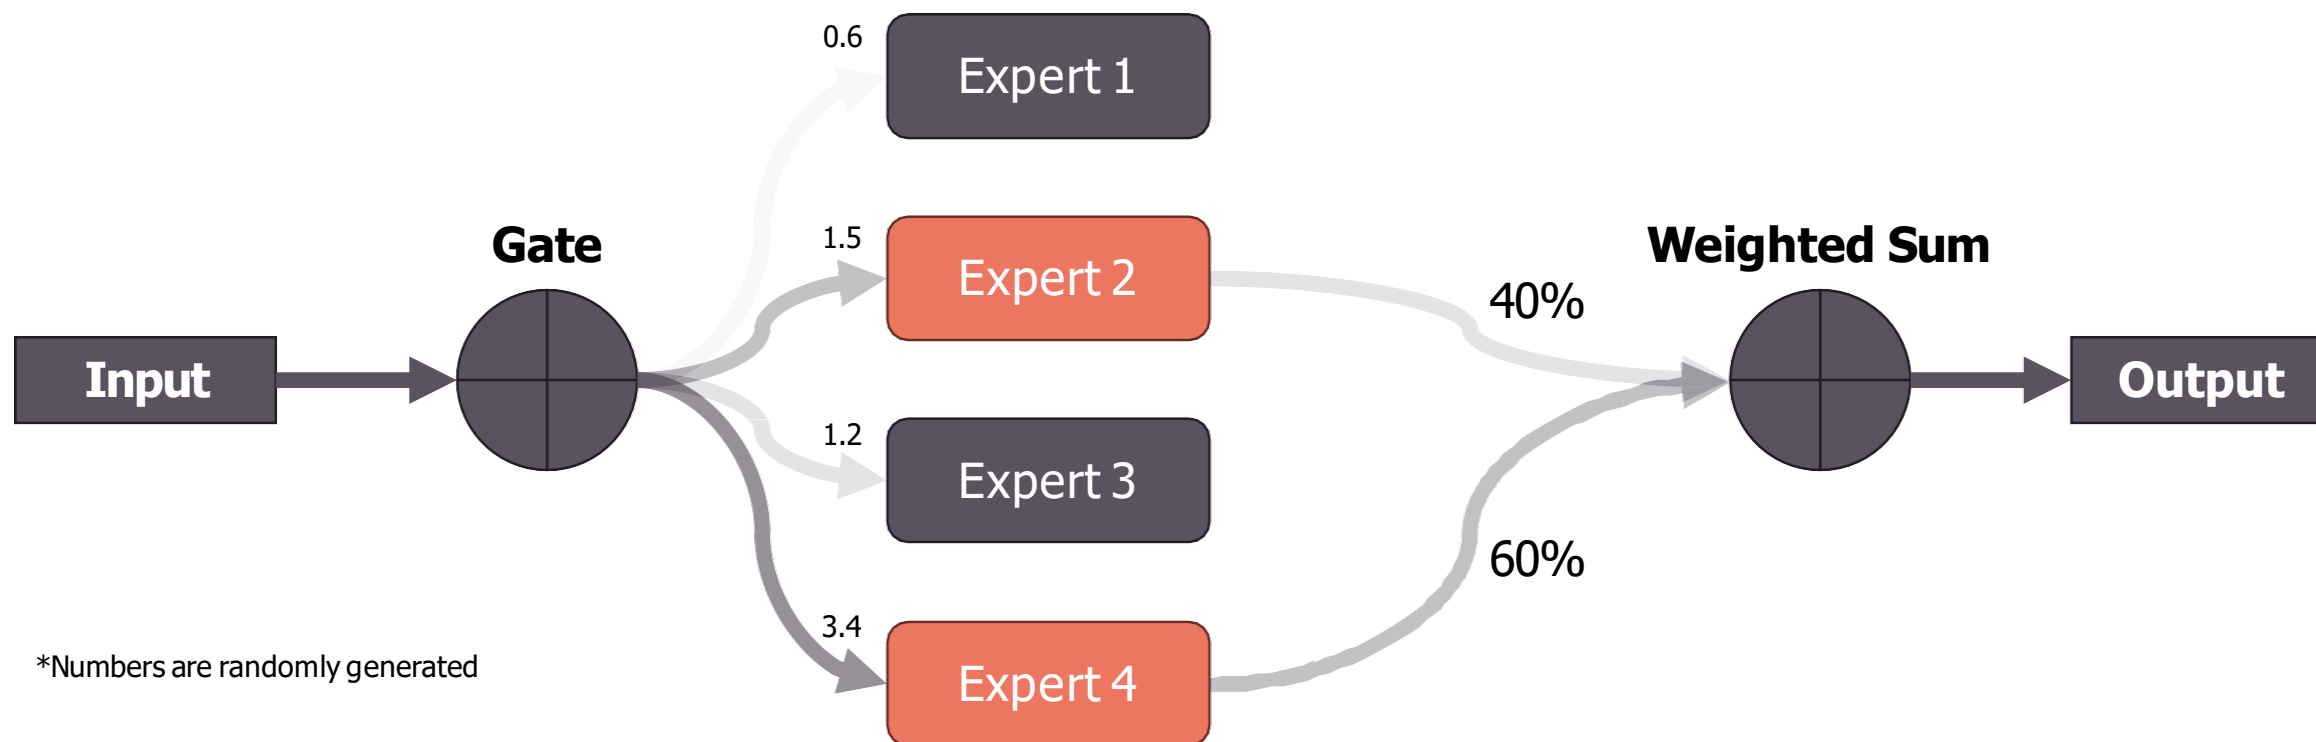 0.6
Expert 1
Gate
1.5
Expert 2
40%
Weighted Sum
Input
1.2
Expert 3
Output
60%
3.4
Expert 4
*Numbers are randomly generated